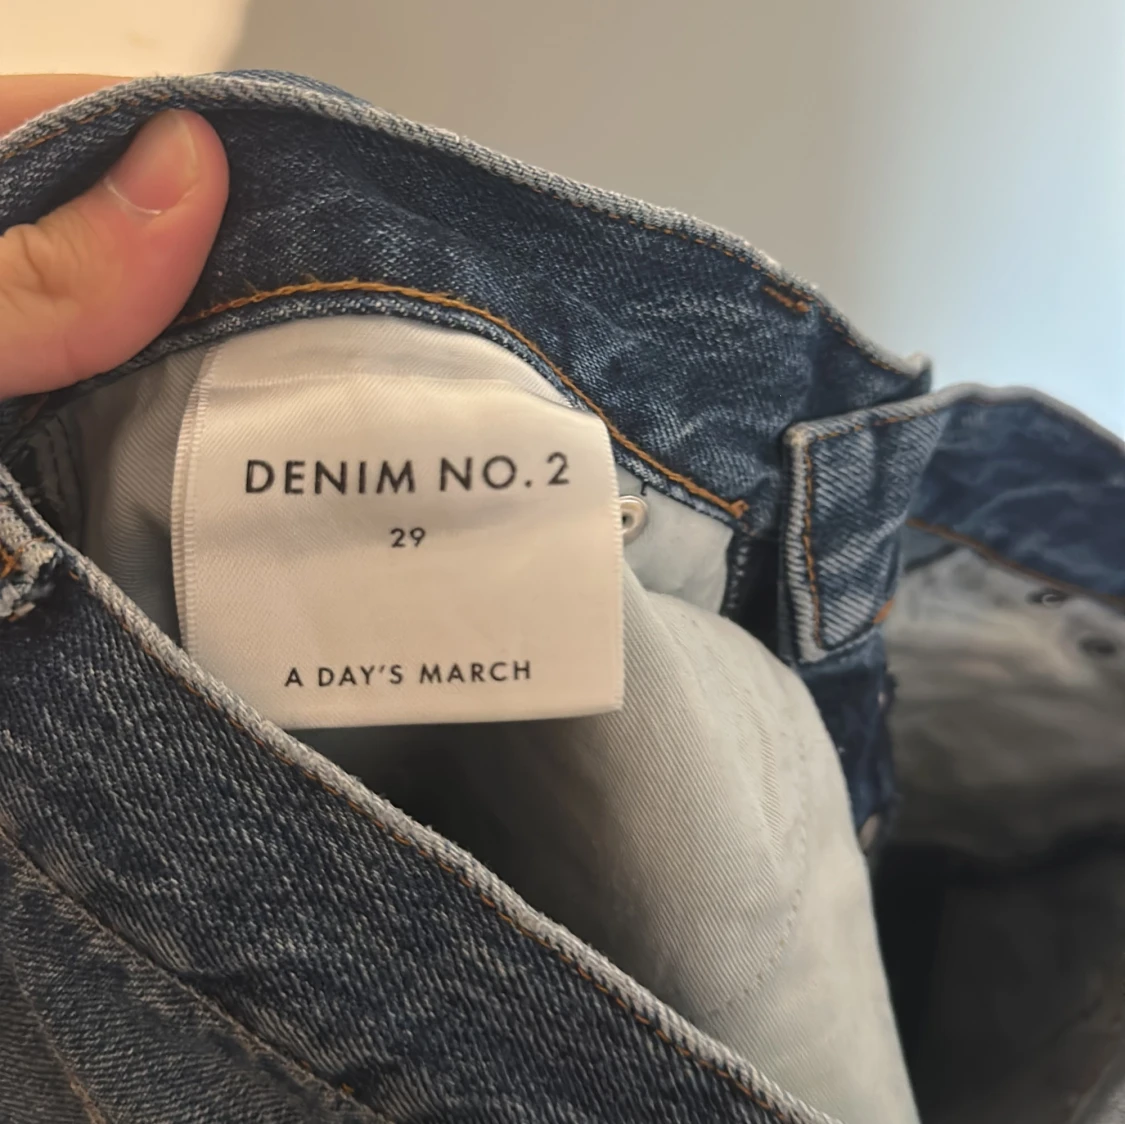 DENIM NO. 2
29
A DAY'S MARCH